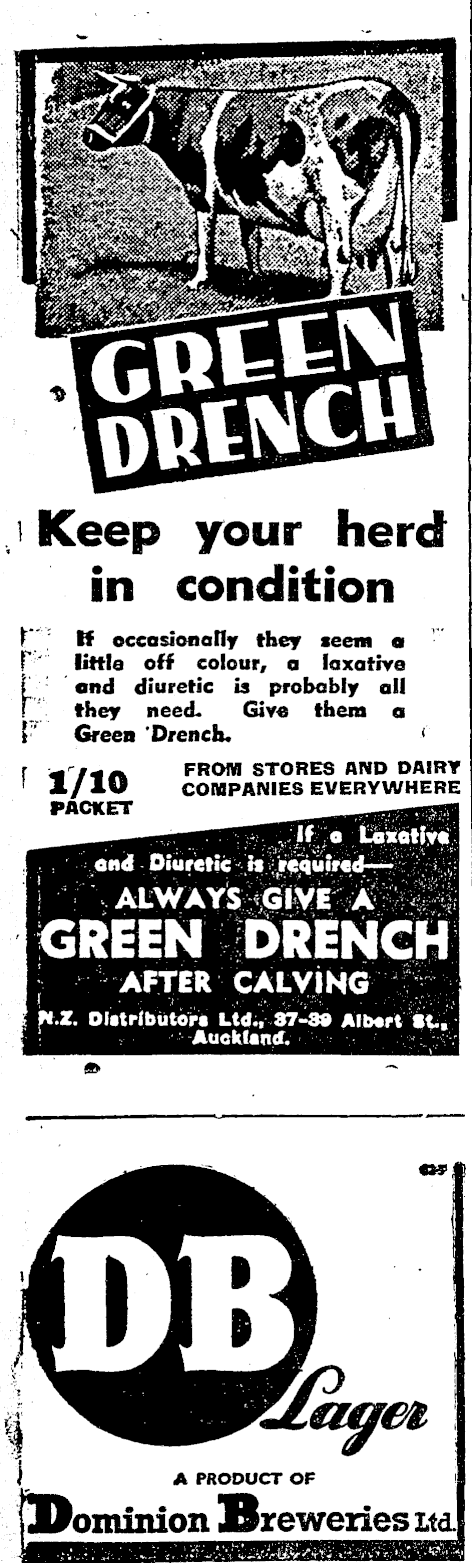 GREEN
DRENCH
Keep your herd
in condition
If occasionally they seem a
little off colour, a laxative
and diuretic is probably all
they need. Give them a
Green Drench.
1/10
PACKET
FROM STORES AND DAIRY
COMPANIES EVERYWHERE
If a Laxative
and Diuretic is required—
ALWAYS GIVE A
GREEN DRENCH
AFTER CALVING
N.Z. Distributors Ltd., 37-39 Albert St.,
Auckland.
DB
Lager
A PRODUCT OF
Dominion Breweries Ltd.